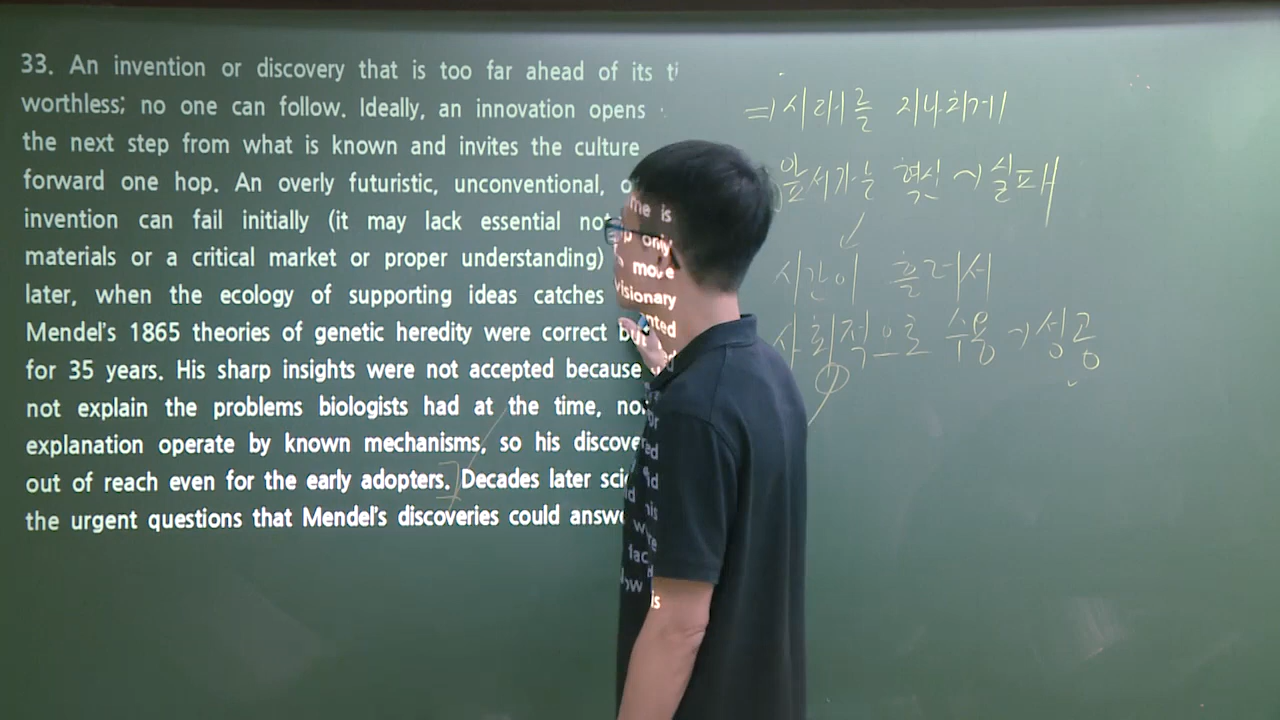 33. An invention or discovery that is too far ahead of its
worthless; no one can follow. Ideally, an innovation opens
the next step from what is known and invites the culture
forward one hop. An overly futuristic, unconventional,
invention can fail initially (it may lack essential
materials or a critical market or proper understanding)
later, when the ecology of supporting ideas catches
Mendel's 1865 theories of genetic heredity were correct but
for 35 years. His sharp insights were not accepted because
not explain the problems biologists had at the time,
explanation operate by known mechanisms, so his
out of reach even for the early adopters. Decades later
the urgent questions that Mendel's discoveries could
me is
p only
move
visionary
nted
⇒ 시대를 지나치게
앞서가는 혁신 → 실패
시간이 흘러서
사회적으로 수용 → 성공